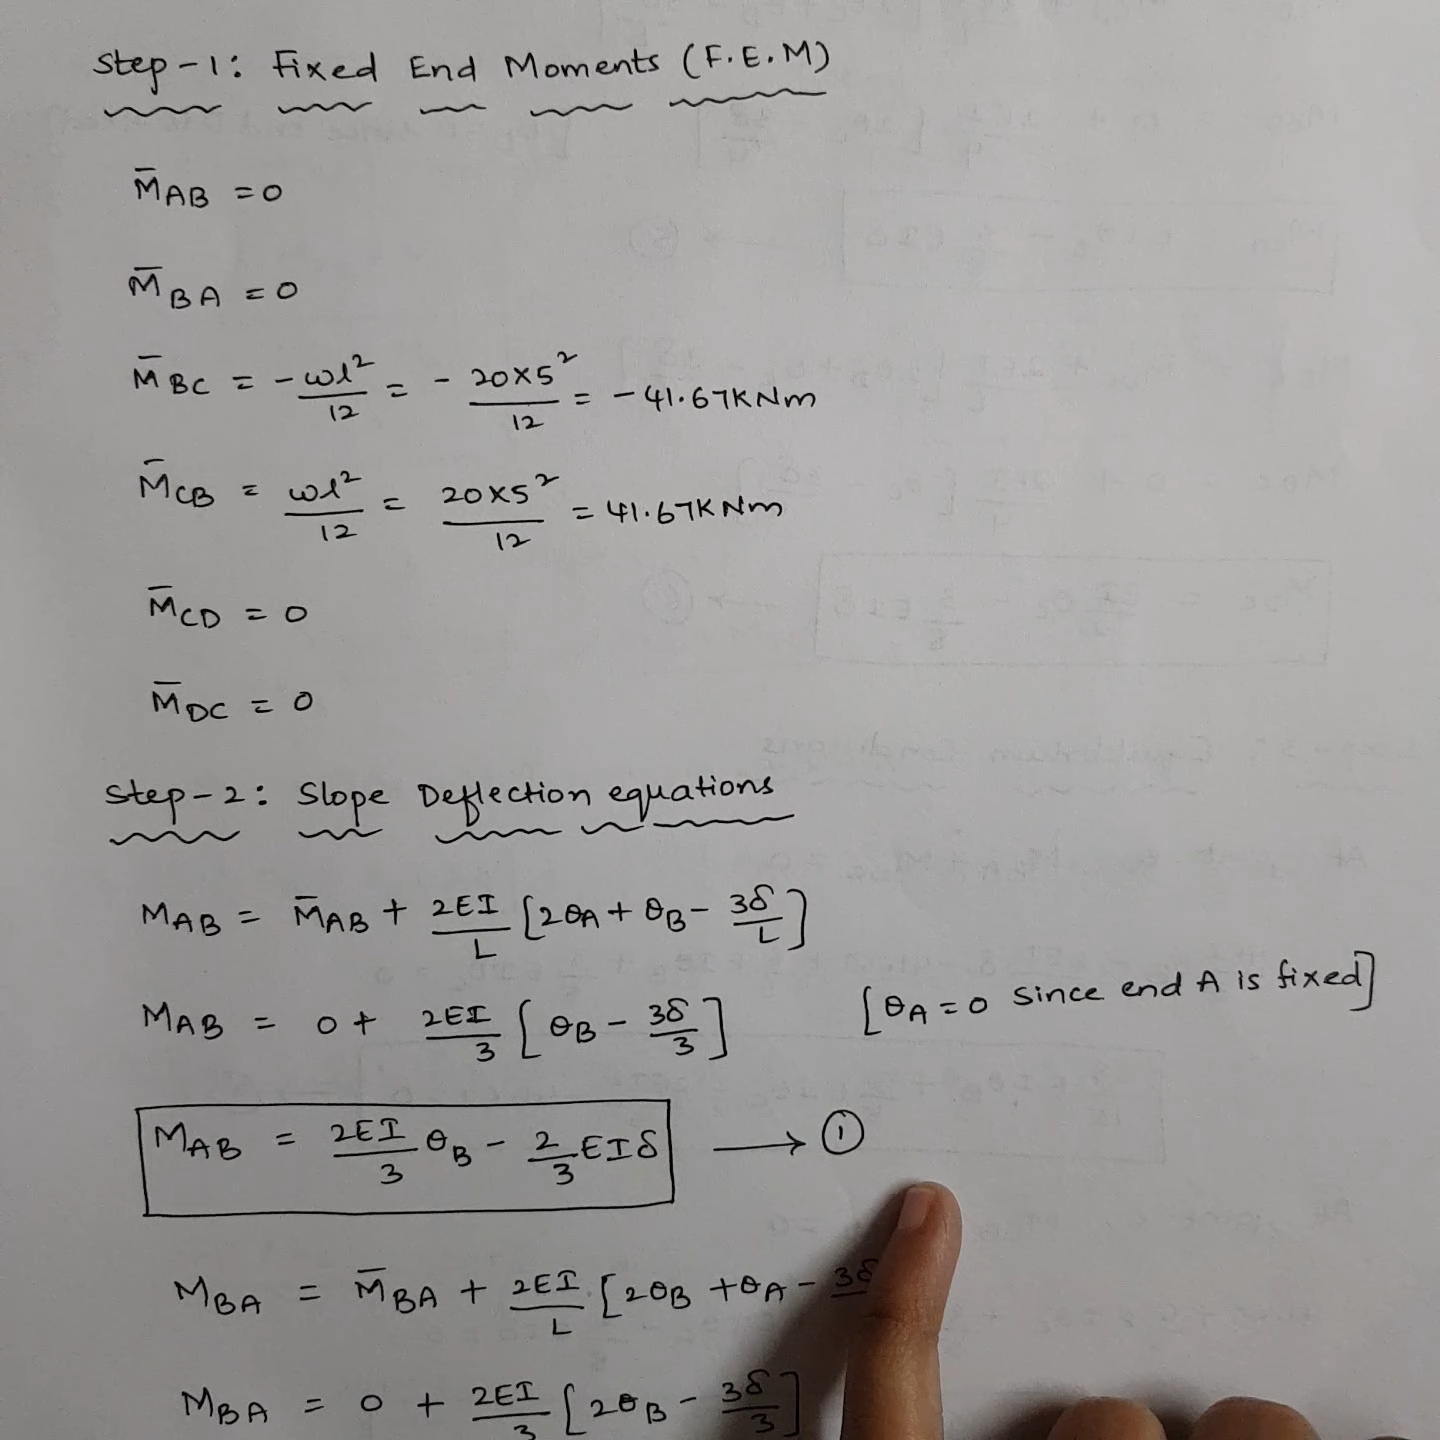 Step-1: Fixed End Moments (F.E.M)
M̄AB = 0
M̄BA = 0
M̄BC = -wl²/12 = - 20×5²/12 = - 41.67KNm
M̄CB = wl²/12 = 20×5²/12 = 41.67KNm
M̄CD = 0
M̄DC = 0
Step-2: Slope Deflection equations
MAB = M̄AB + 2EI/L [2θA + θB - 3δ/L]
MAB = 0 + 2EI/3 [θB - 3δ/3] [θA = 0 since end A is fixed]
MAB = 2EI/3 θB - 2/3 EIδ → ①
MBA = M̄BA + 2EI/L [2θB + θA - 3δ
MBA = 0 + 2EI/3 [2θB - 3δ/3]